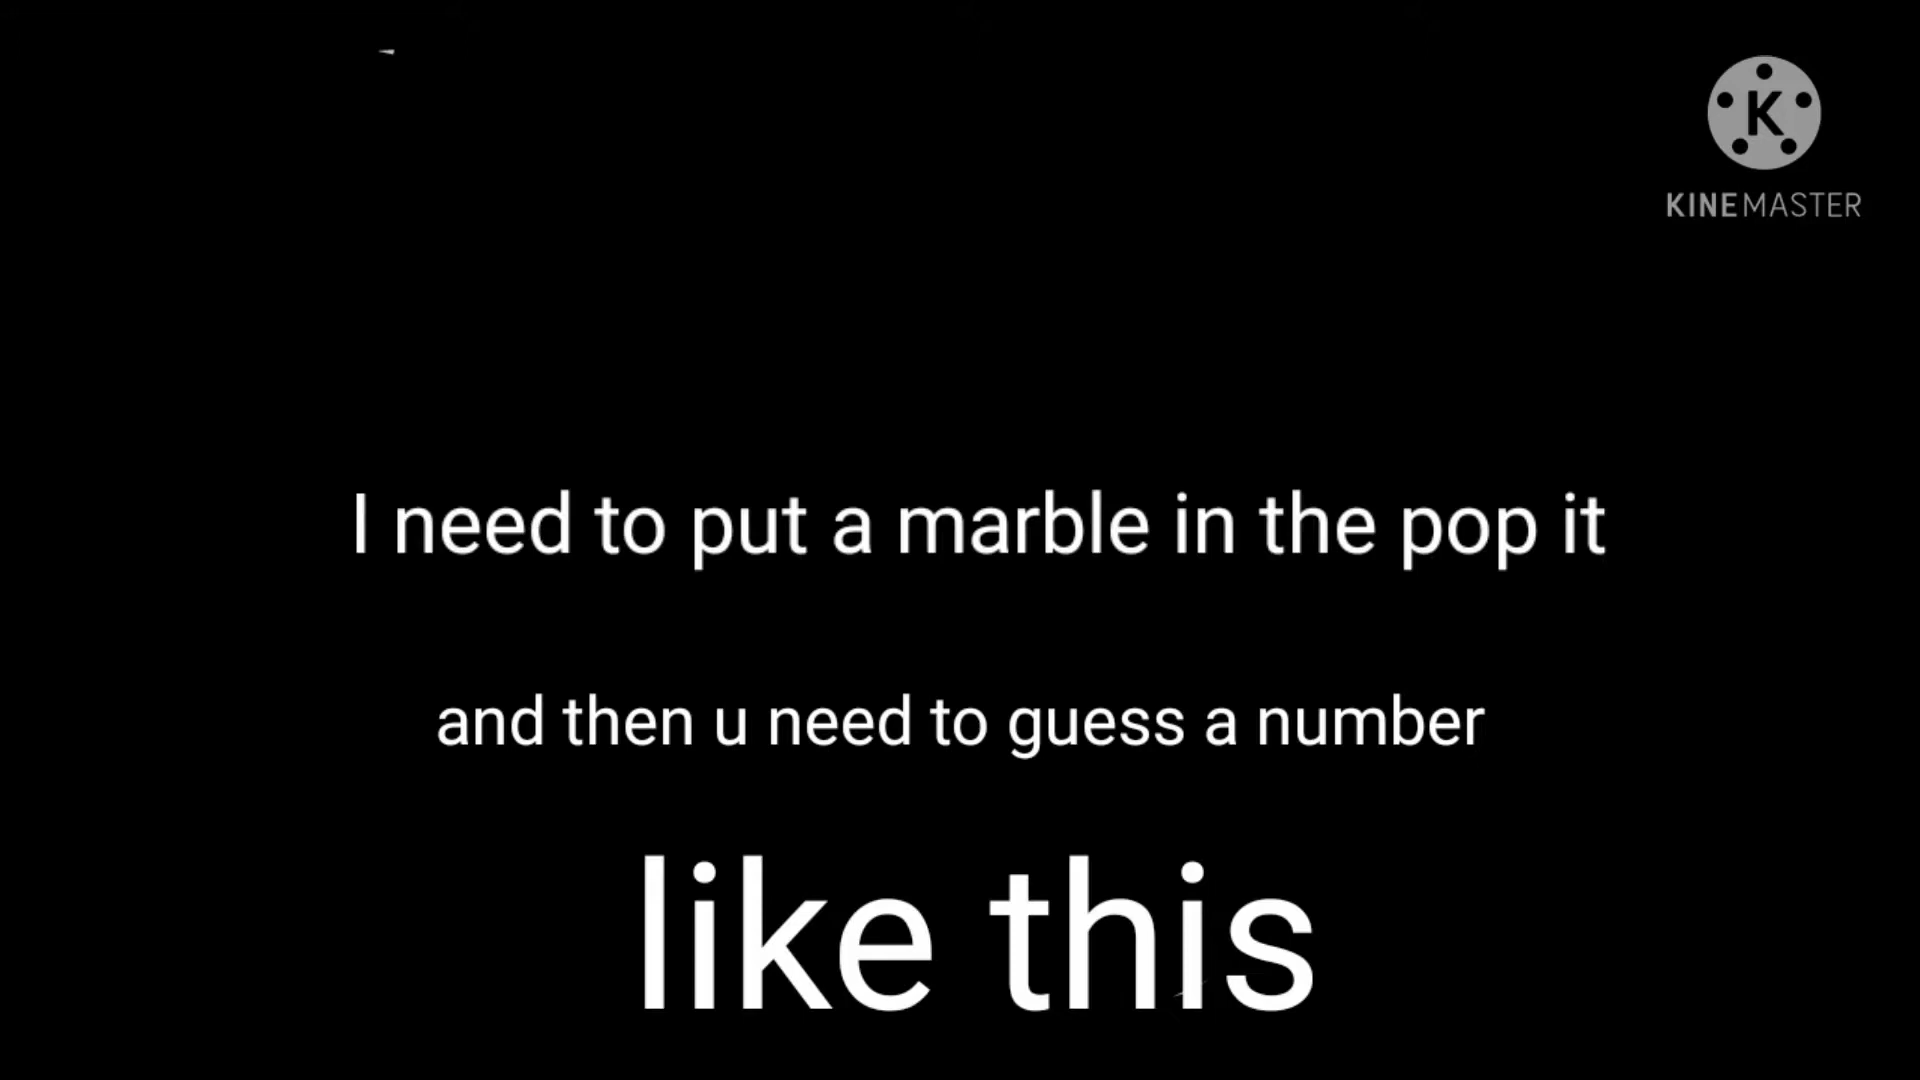 K
KINEMASTER
I need to put a marble in the pop it
and then u need to guess a number
like this